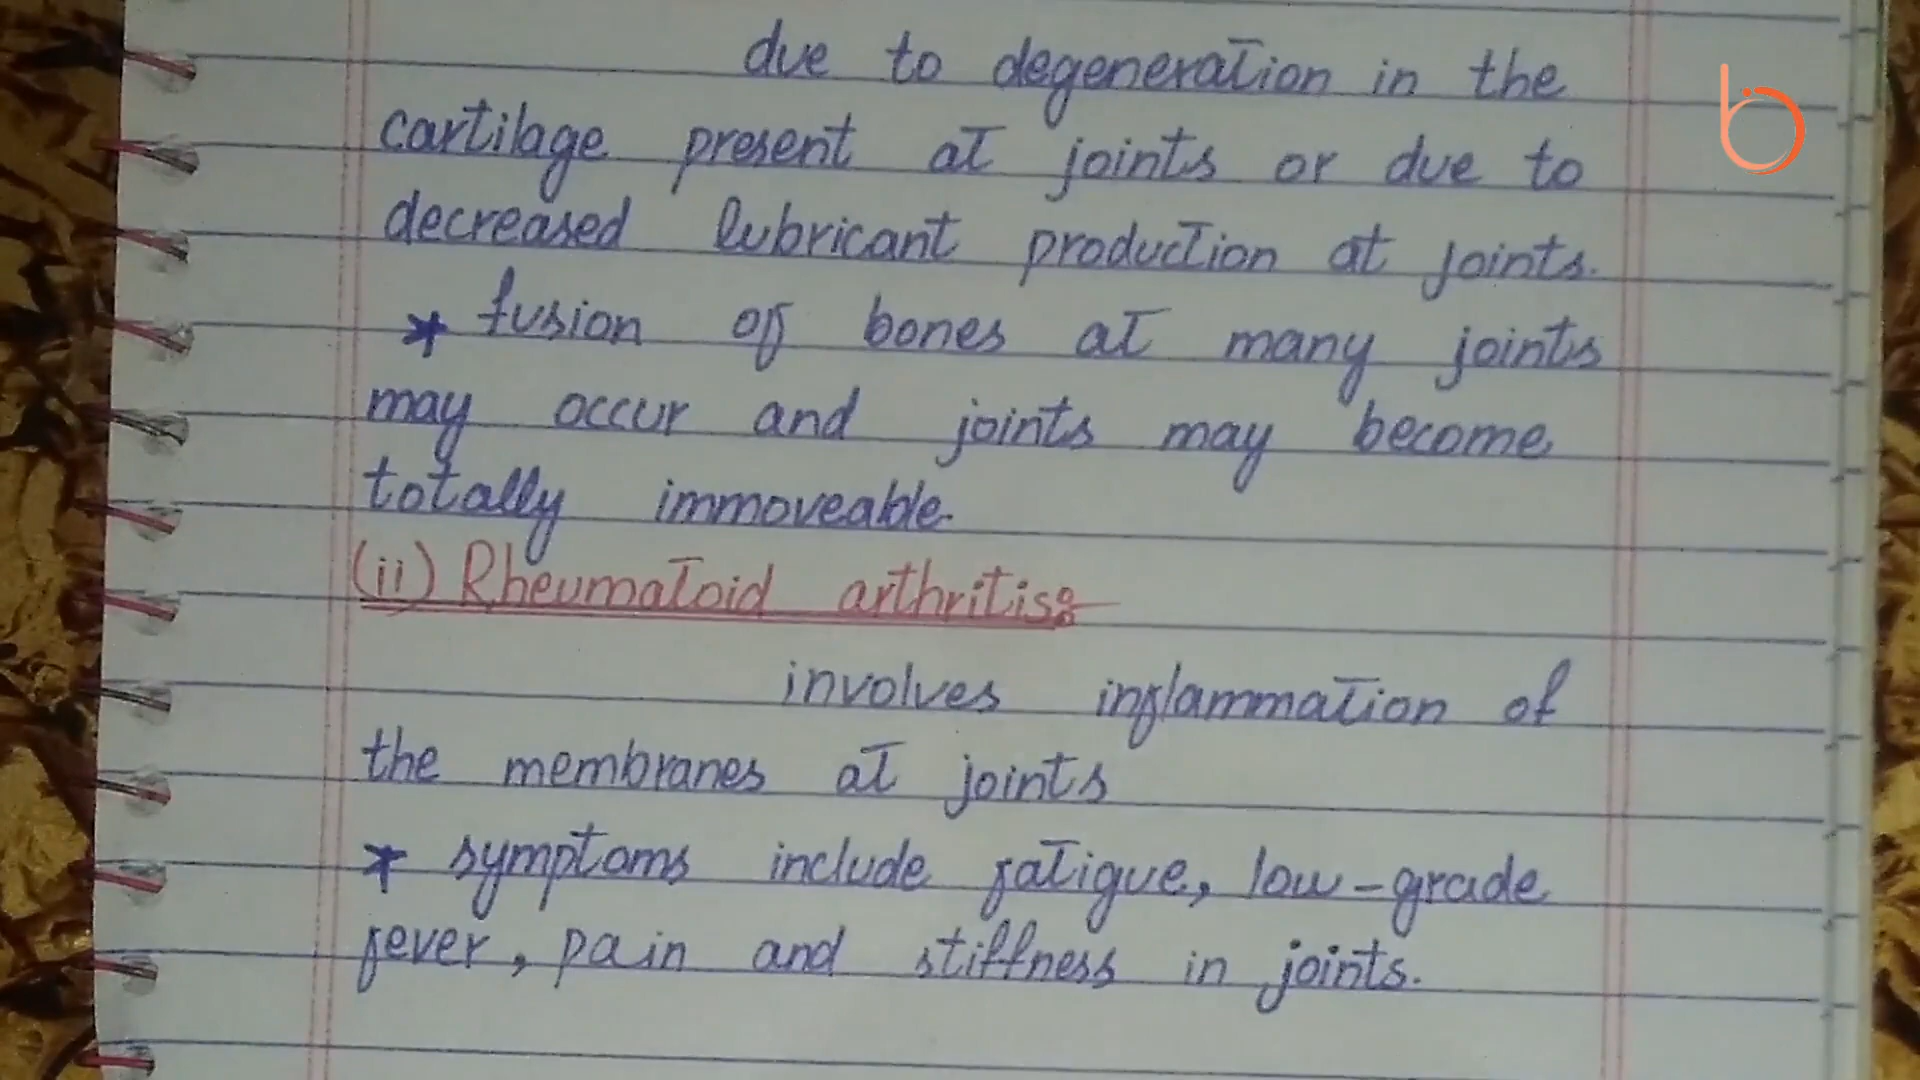 due to degeneration in the
cartilage present at joints or due to
decreased lubricant production at joints.
* fusion of bones at many joints
may occur and joints may become
totally immoveable.
(ii) Rheumatoid arthritis:-
involves inflammation of
the membranes at joints
* symptoms include fatigue, low-grade
fever, pain and stiffness in joints.